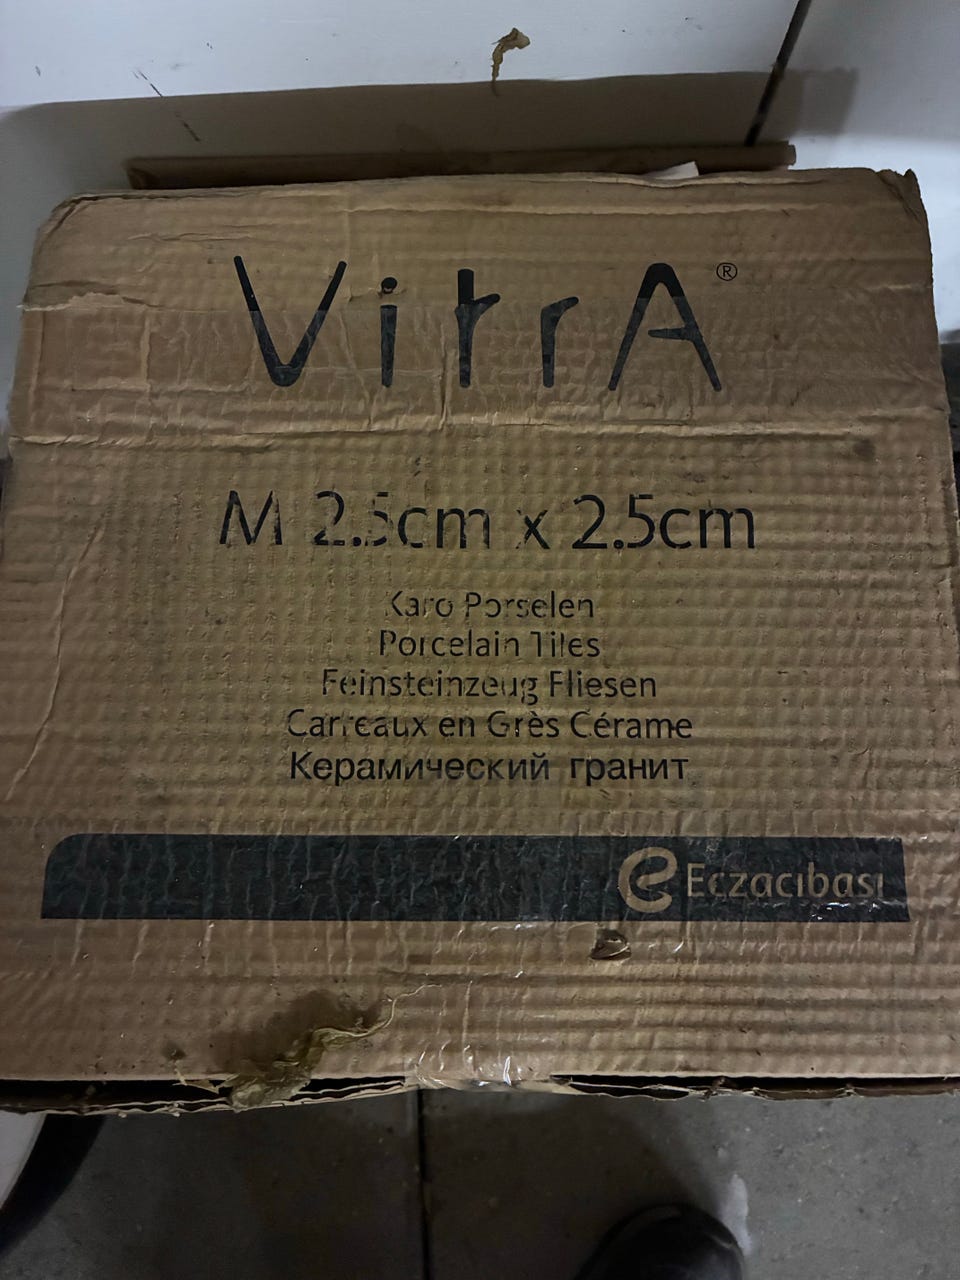 VitrA®
M 2.5cm x 2.5cm
Karo Porselen
Porcelain Tiles
Feinsteinzeug Fliesen
Carreaux en Grès Cérame
Керамический гранит
Eczacıbaşı